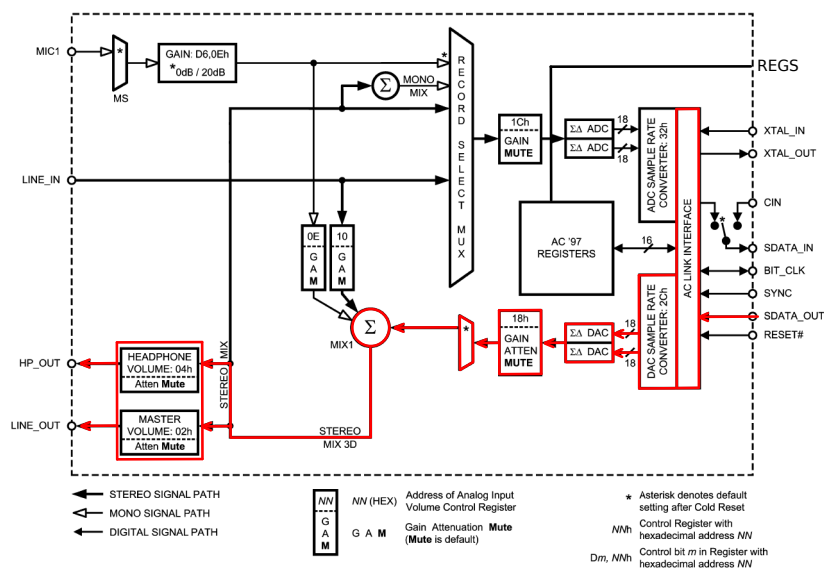 MIC1
*
MS
GAIN: D6,0Eh
*0dB / 20dB
*
Σ
MONO
MIX
RECORD SELECT MUX
1Ch
GAIN
MUTE
ΣΔ ADC
ΣΔ ADC
18
18
ADC SAMPLE RATE
CONVERTER: 32h
AC LINK INTERFACE
REGS
XTAL_IN
XTAL_OUT
CIN
*
SDATA_IN
BIT_CLK
SYNC
SDATA_OUT
RESET#
LINE_IN
0E
G
A
M
10
G
A
M
AC '97
REGISTERS
16
Σ
MIX1
*
18h
GAIN
ATTEN
MUTE
ΣΔ DAC
ΣΔ DAC
18
18
DAC SAMPLE RATE
CONVERTER: 2Ch
HP_OUT
HEADPHONE
VOLUME: 04h
Atten Mute
STEREO MIX
LINE_OUT
MASTER
VOLUME: 02h
Atten Mute
STEREO
MIX 3D
STEREO SIGNAL PATH
MONO SIGNAL PATH
DIGITAL SIGNAL PATH
NN
G
A
M
NN (HEX)
Address of Analog Input
Volume Control Register
G A M
Gain Attenuation Mute
(Mute is default)
* Asterisk denotes default
setting after Cold Reset
NNh Control Register with
hexadecimal address NN
Dm, NNh Control bit m in Register with
hexadecimal address NN